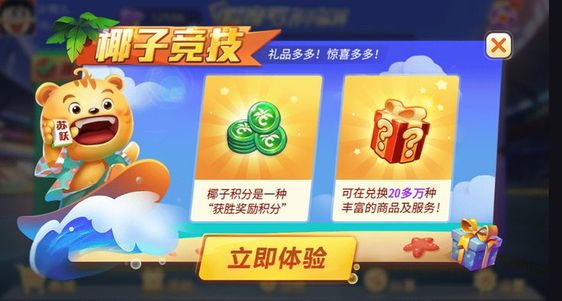 椰子竞技
礼品多多！惊喜多多！
苏跃
椰子积分是一种
“获胜奖励积分”
可在兑换20多万种
丰富的商品及服务！
立即体验